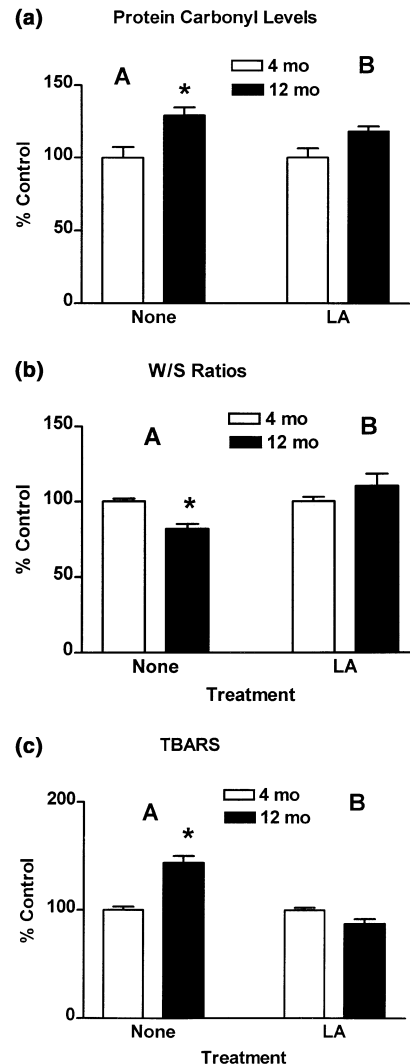 (a) Protein Carbonyl Levels
A
B
4 mo
12 mo
*
150
100
50
0
% Control
None LA
(b) W/S Ratios
A
B
4 mo
12 mo
*
150
100
50
0
% Control
None LA
Treatment
(c) TBARS
A
B
4 mo
12 mo
*
200
100
0
% Control
None LA
Treatment